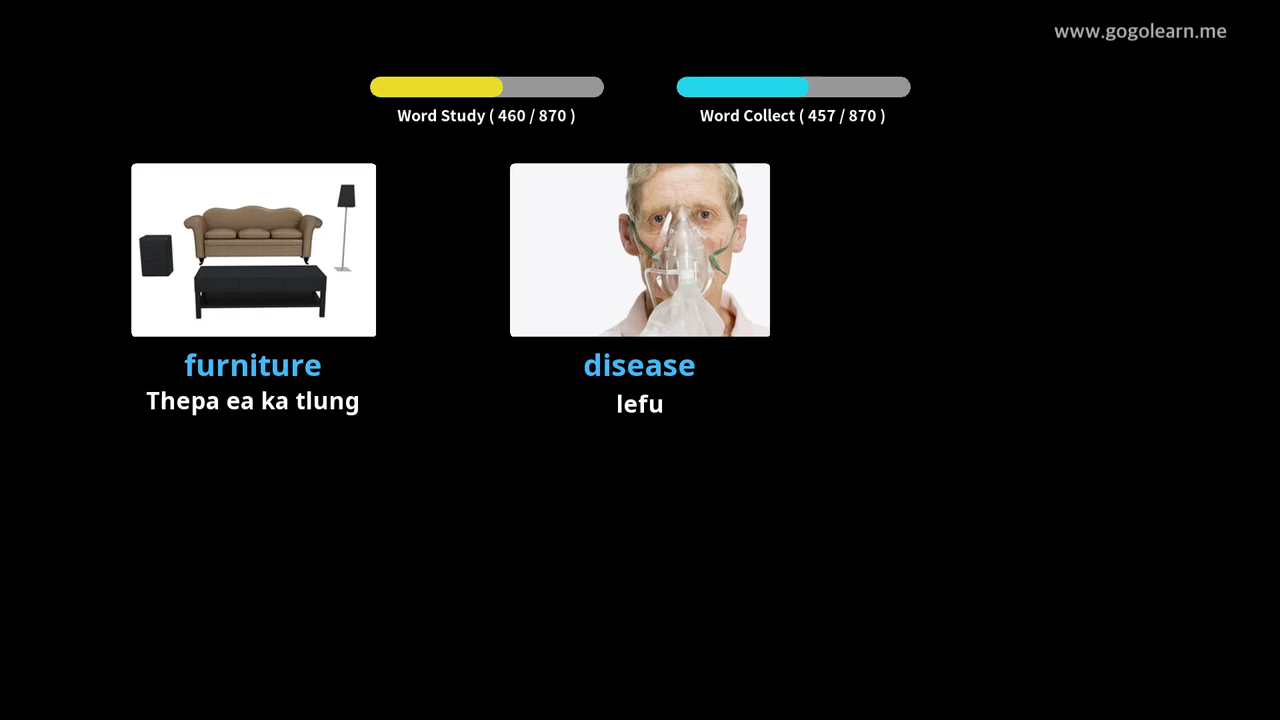 www.gogolearn.me
Word Study ( 460 / 870 )
Word Collect ( 457 / 870 )
furniture
Thepa ea ka tlung
disease
lefu